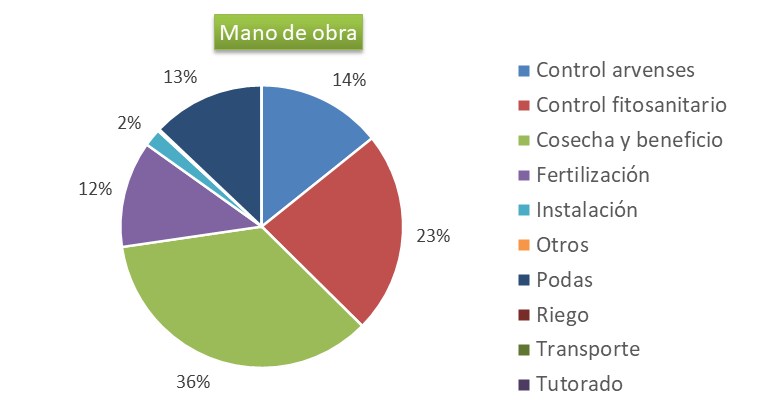 Mano de obra
13%
14%
2%
12%
23%
36%
Control arvenses
Control fitosanitario
Cosecha y beneficio
Fertilización
Instalación
Otros
Podas
Riego
Transporte
Tutorado